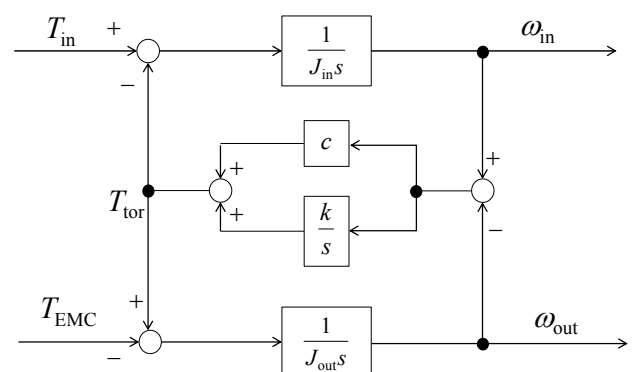 T_in + 1/(J_in s) ω_in
−
c
+ +
T_tor
+ k/s −
T_EMC + 1/(J_out s) ω_out
−